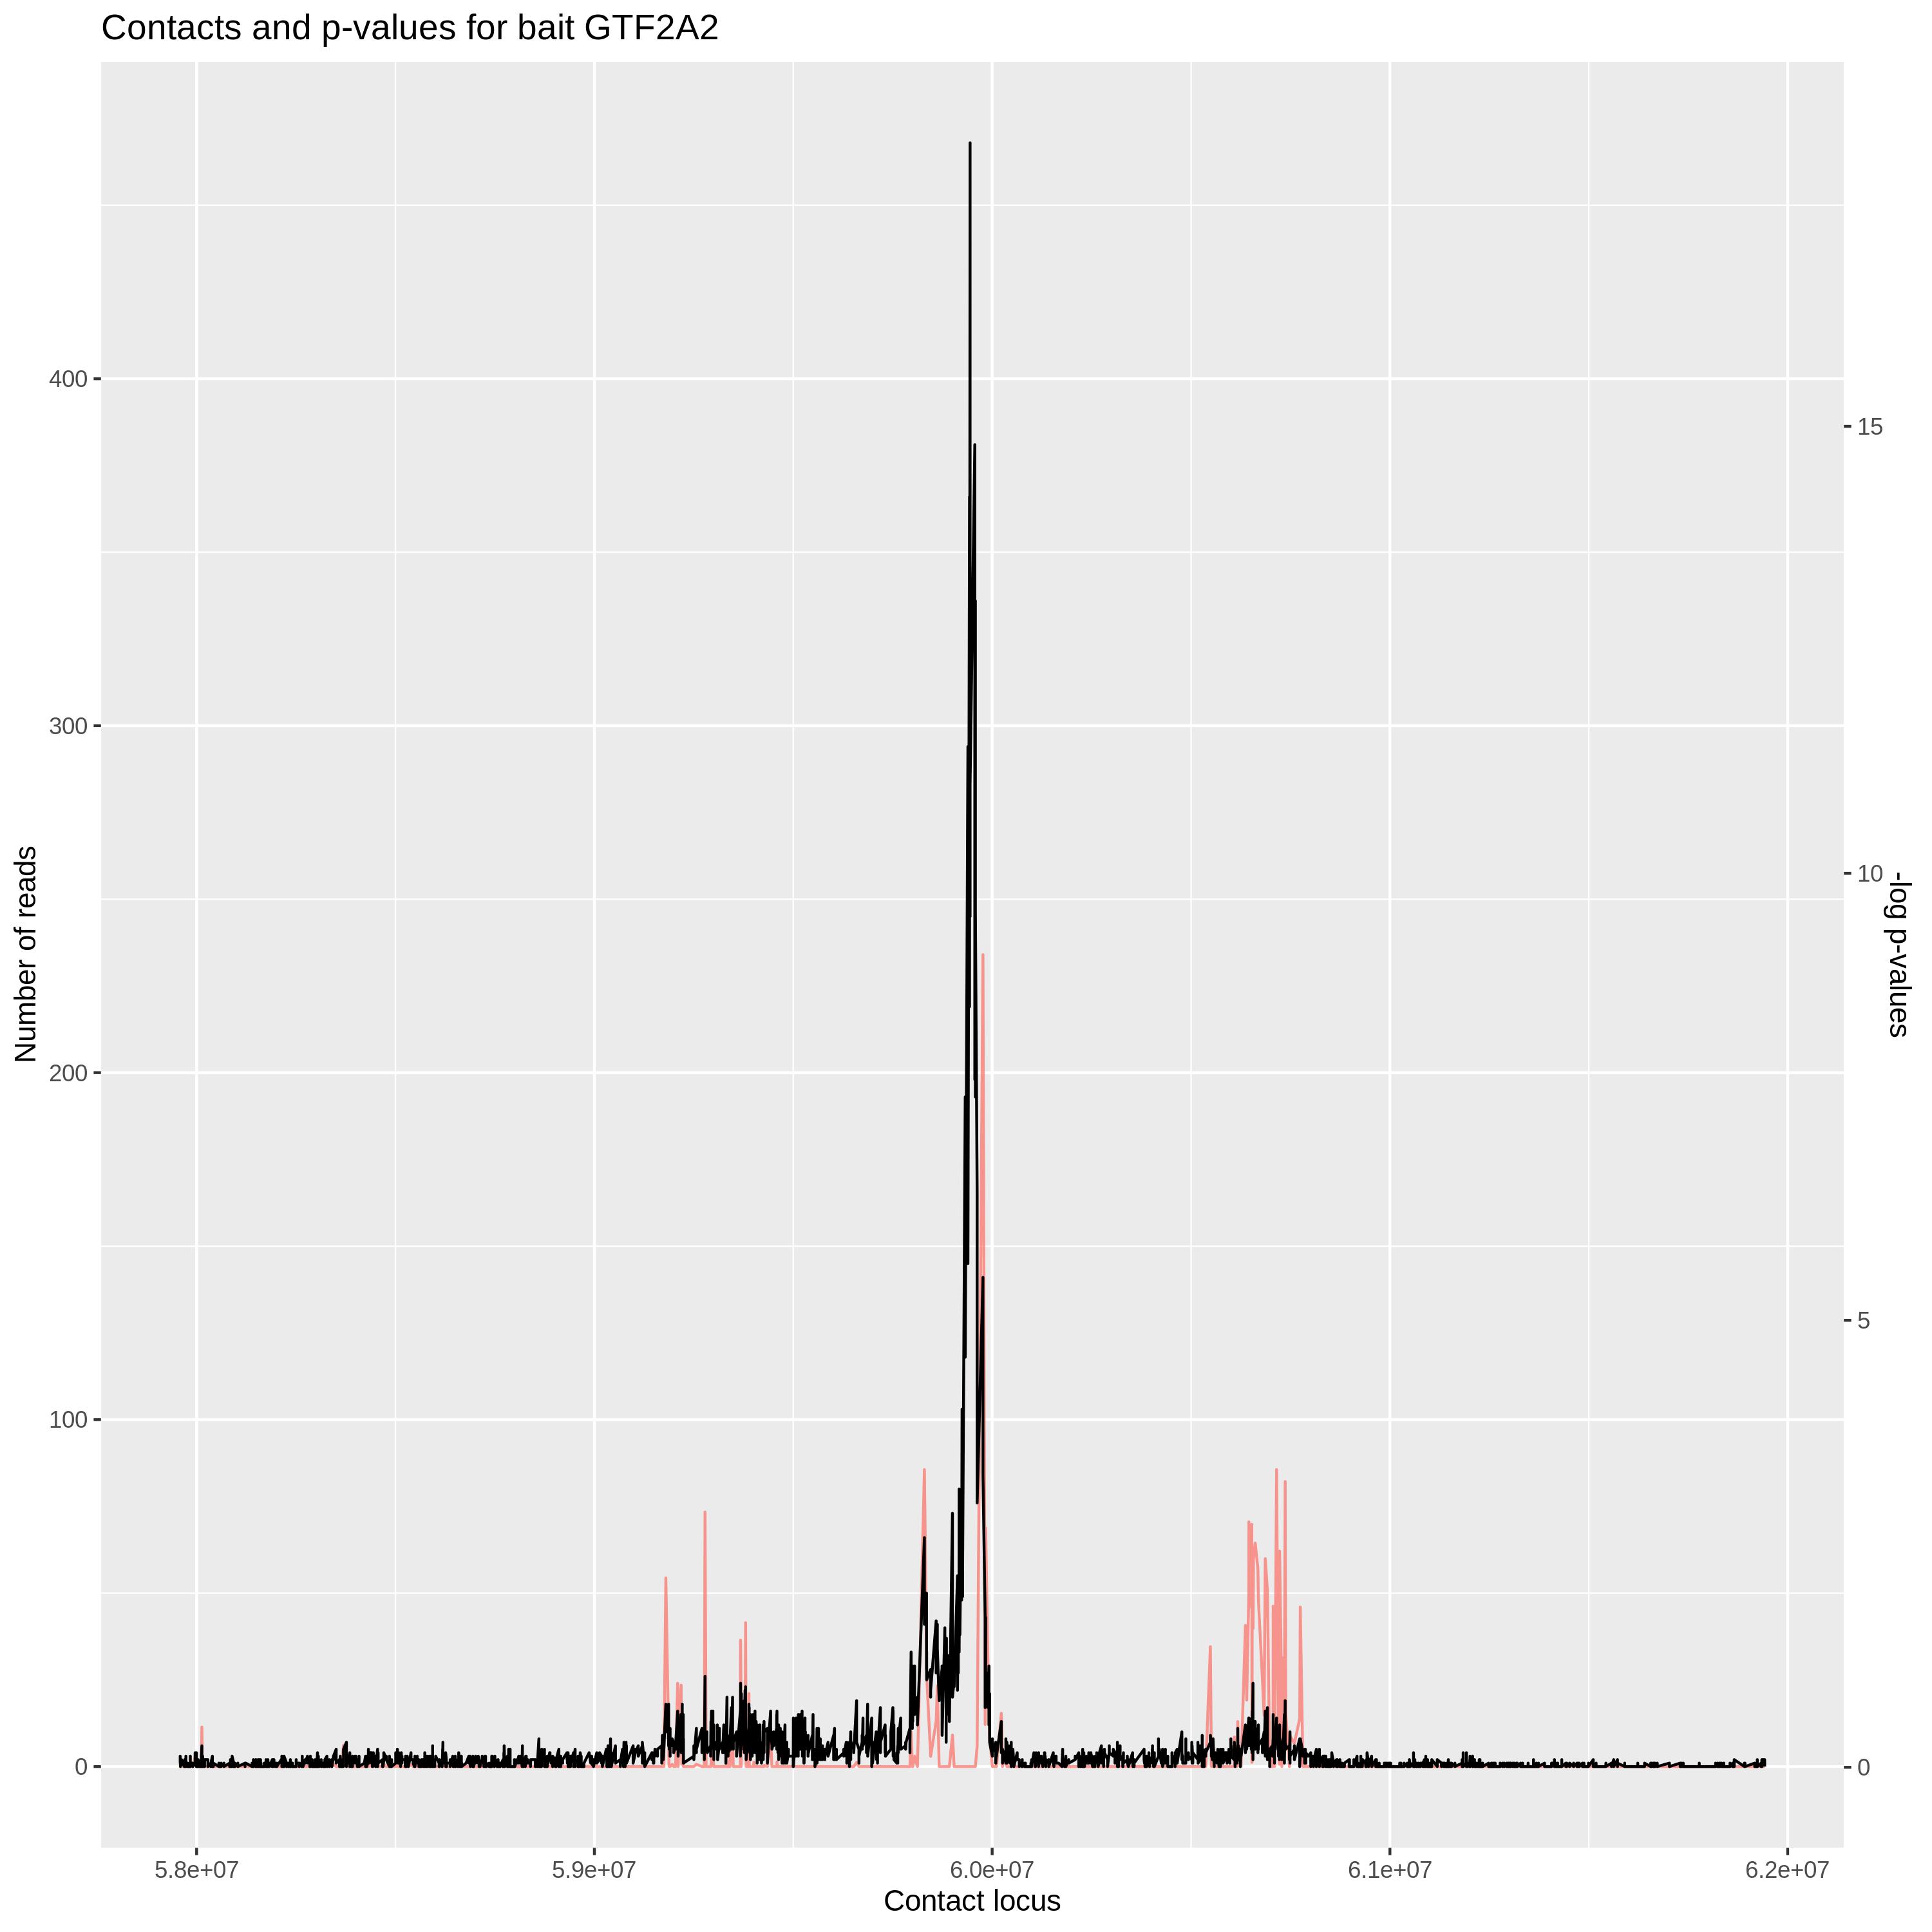 Contacts and p-values for bait GTF2A2
Number of reads
400
300
200
100
0
15
10
5
0
-log p-values
5.8e+07
5.9e+07
6.0e+07
6.1e+07
6.2e+07
Contact locus